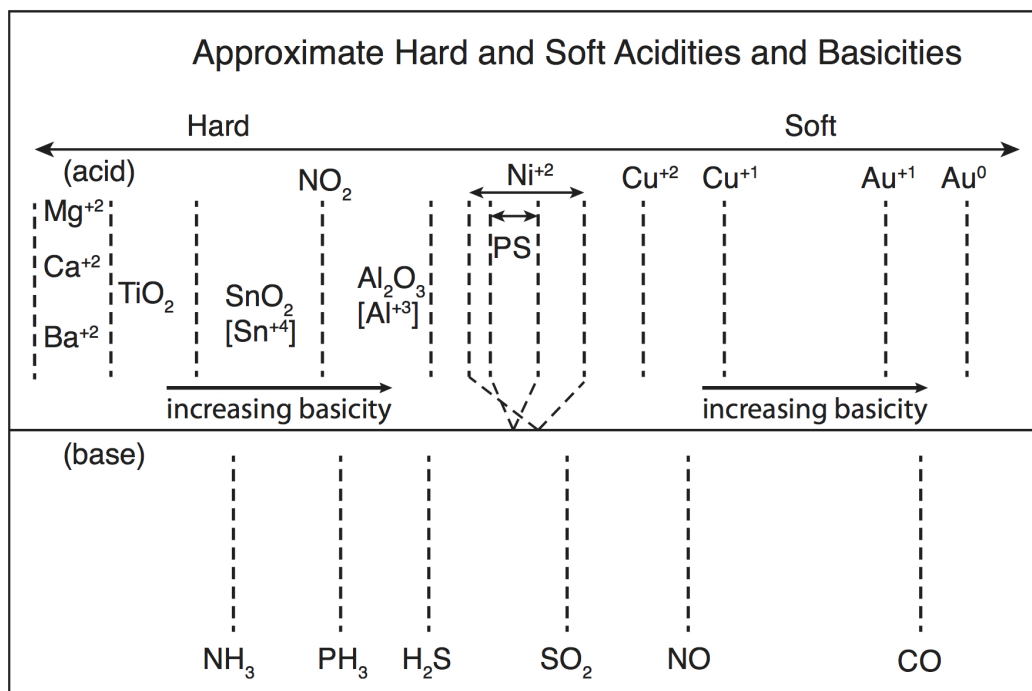 Approximate Hard and Soft Acidities and Basicities
Hard Soft
(acid) NO₂ Ni⁺² Cu⁺² Cu⁺¹ Au⁺¹ Au⁰
Mg⁺²
PS
Ca⁺²
TiO₂ SnO₂ Al₂O₃
[Sn⁺⁴] [Al⁺³]
Ba⁺²
increasing basicity increasing basicity
(base)
NH₃ PH₃ H₂S SO₂ NO CO